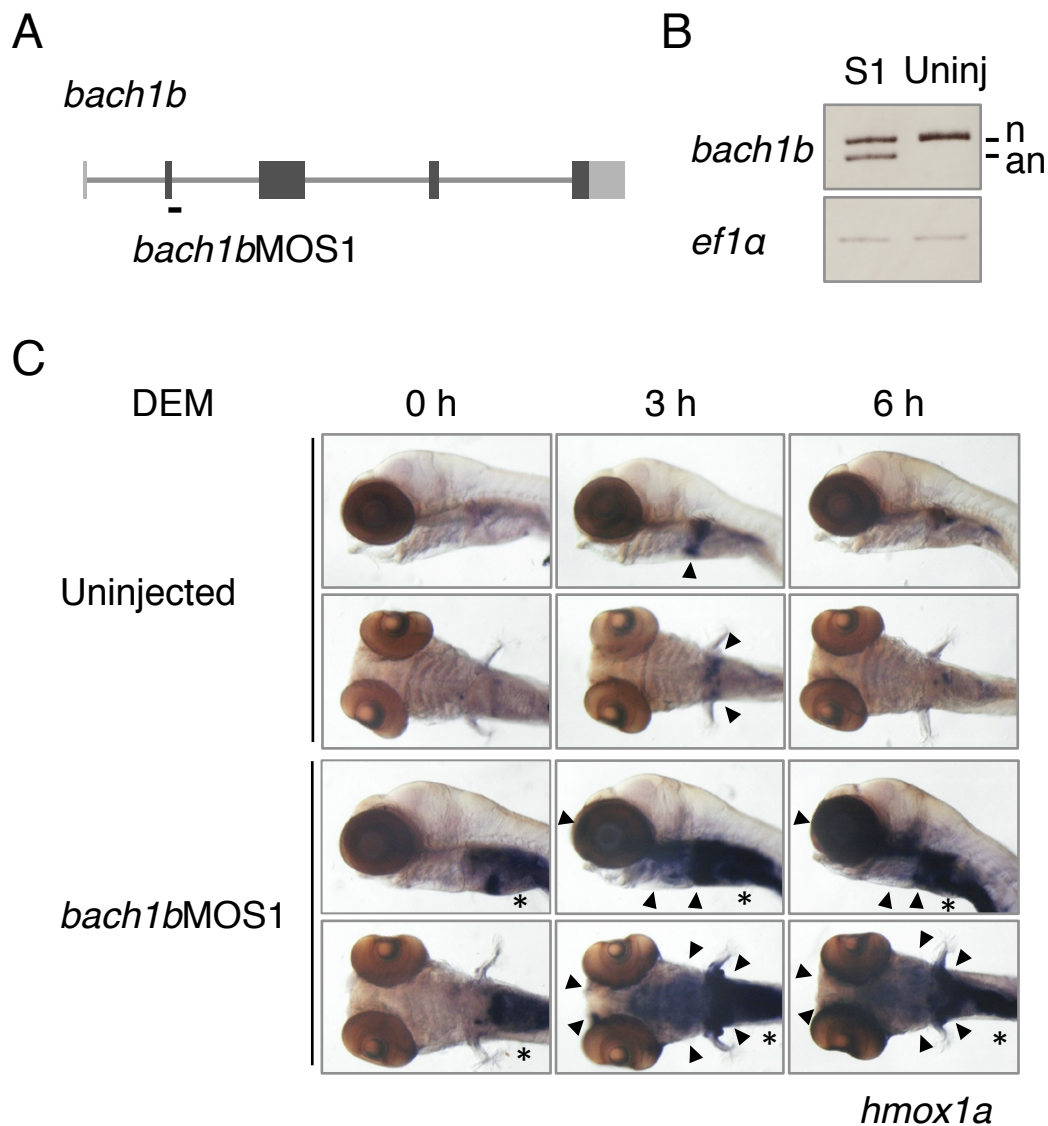 A
bach1b
bach1bMOS1
B
S1 Uninj
bach1b
n
an
ef1α
C
DEM 0 h 3 h 6 h
Uninjected
bach1bMOS1
*
*
*
*
*
*
hmox1a